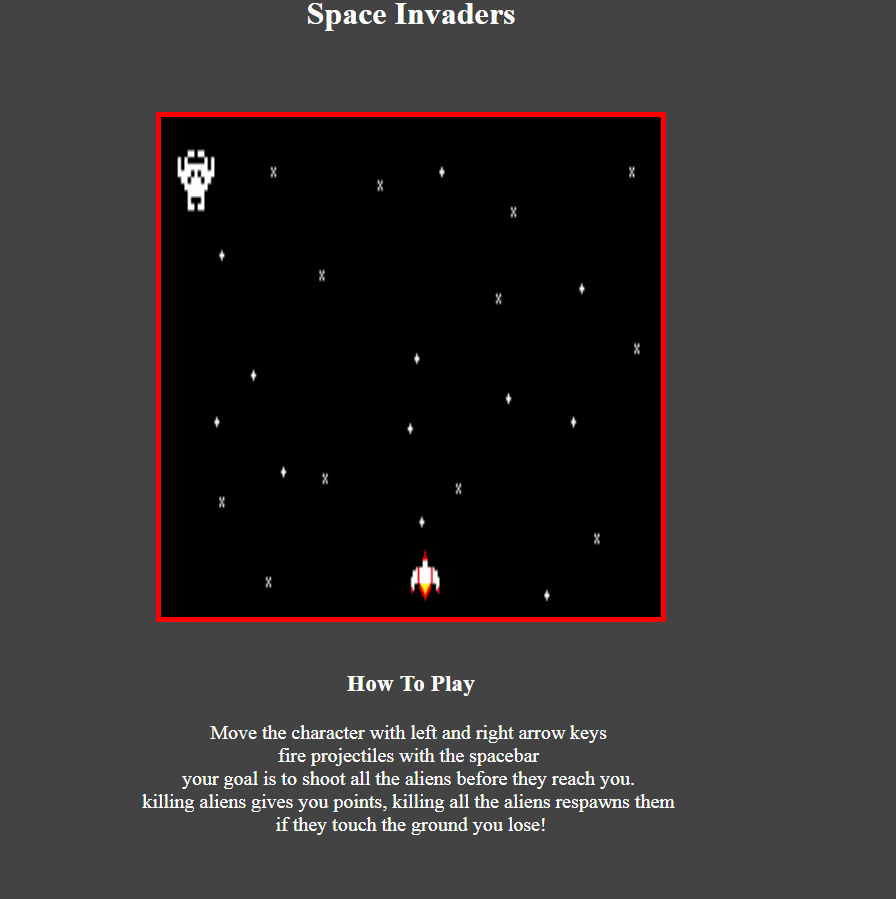 Space Invaders
How To Play
Move the character with left and right arrow keys
fire projectiles with the spacebar
your goal is to shoot all the aliens before they reach you.
killing aliens gives you points, killing all the aliens respawns them
if they touch the ground you lose!